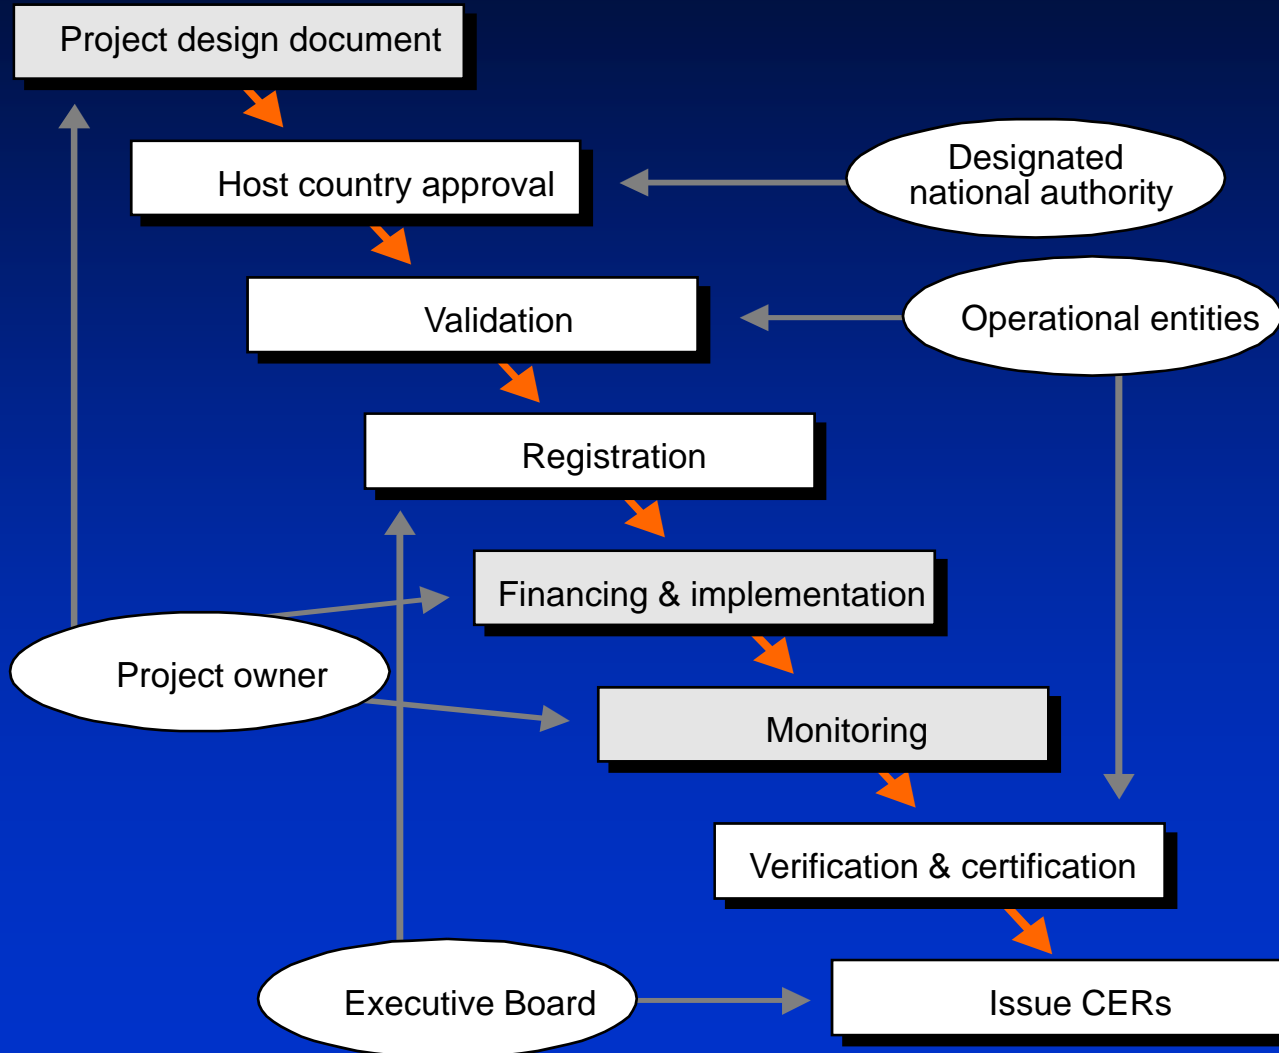 Project design document
Host country approval
Designated
national authority
Validation
Operational entities
Registration
Financing & implementation
Project owner
Monitoring
Verification & certification
Executive Board
Issue CERs